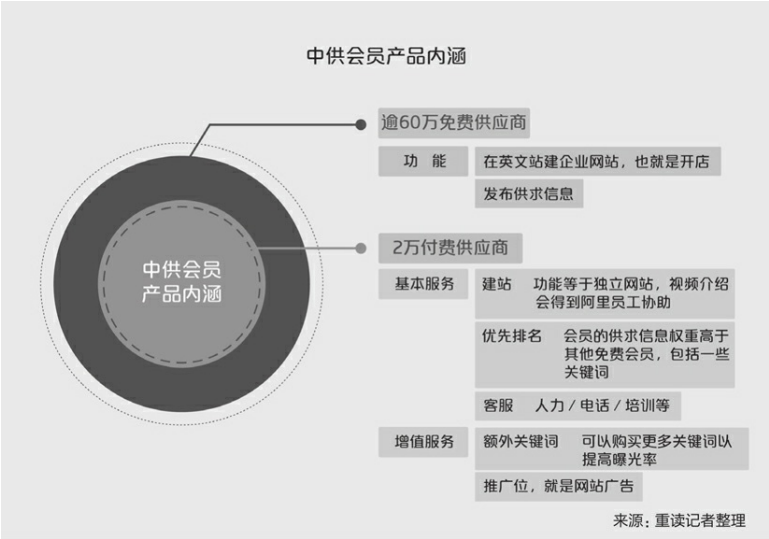 中供会员产品内涵
中供会员
产品内涵
逾60万免费供应商
功 能
在英文站建企业网站，也就是开店
发布供求信息
2万付费供应商
基本服务
建站 功能等于独立网站，视频介绍
会得到阿里员工协助
优先排名 会员的供求信息权重高于
其他免费会员，包括一些
关键词
客服 人力/电话/培训等
增值服务
额外关键词 可以购买更多关键词以
提高曝光率
推广位，就是网站广告
来源：重读记者整理